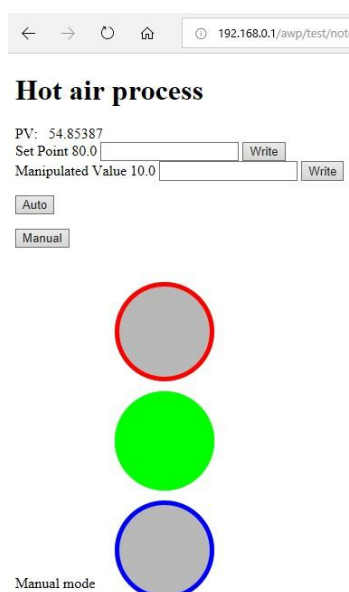 192.168.0.1/awp/test/not
Hot air process
PV: 54.85387
Set Point 80.0 Write
Manipulated Value 10.0 Write
Auto
Manual
Manual mode